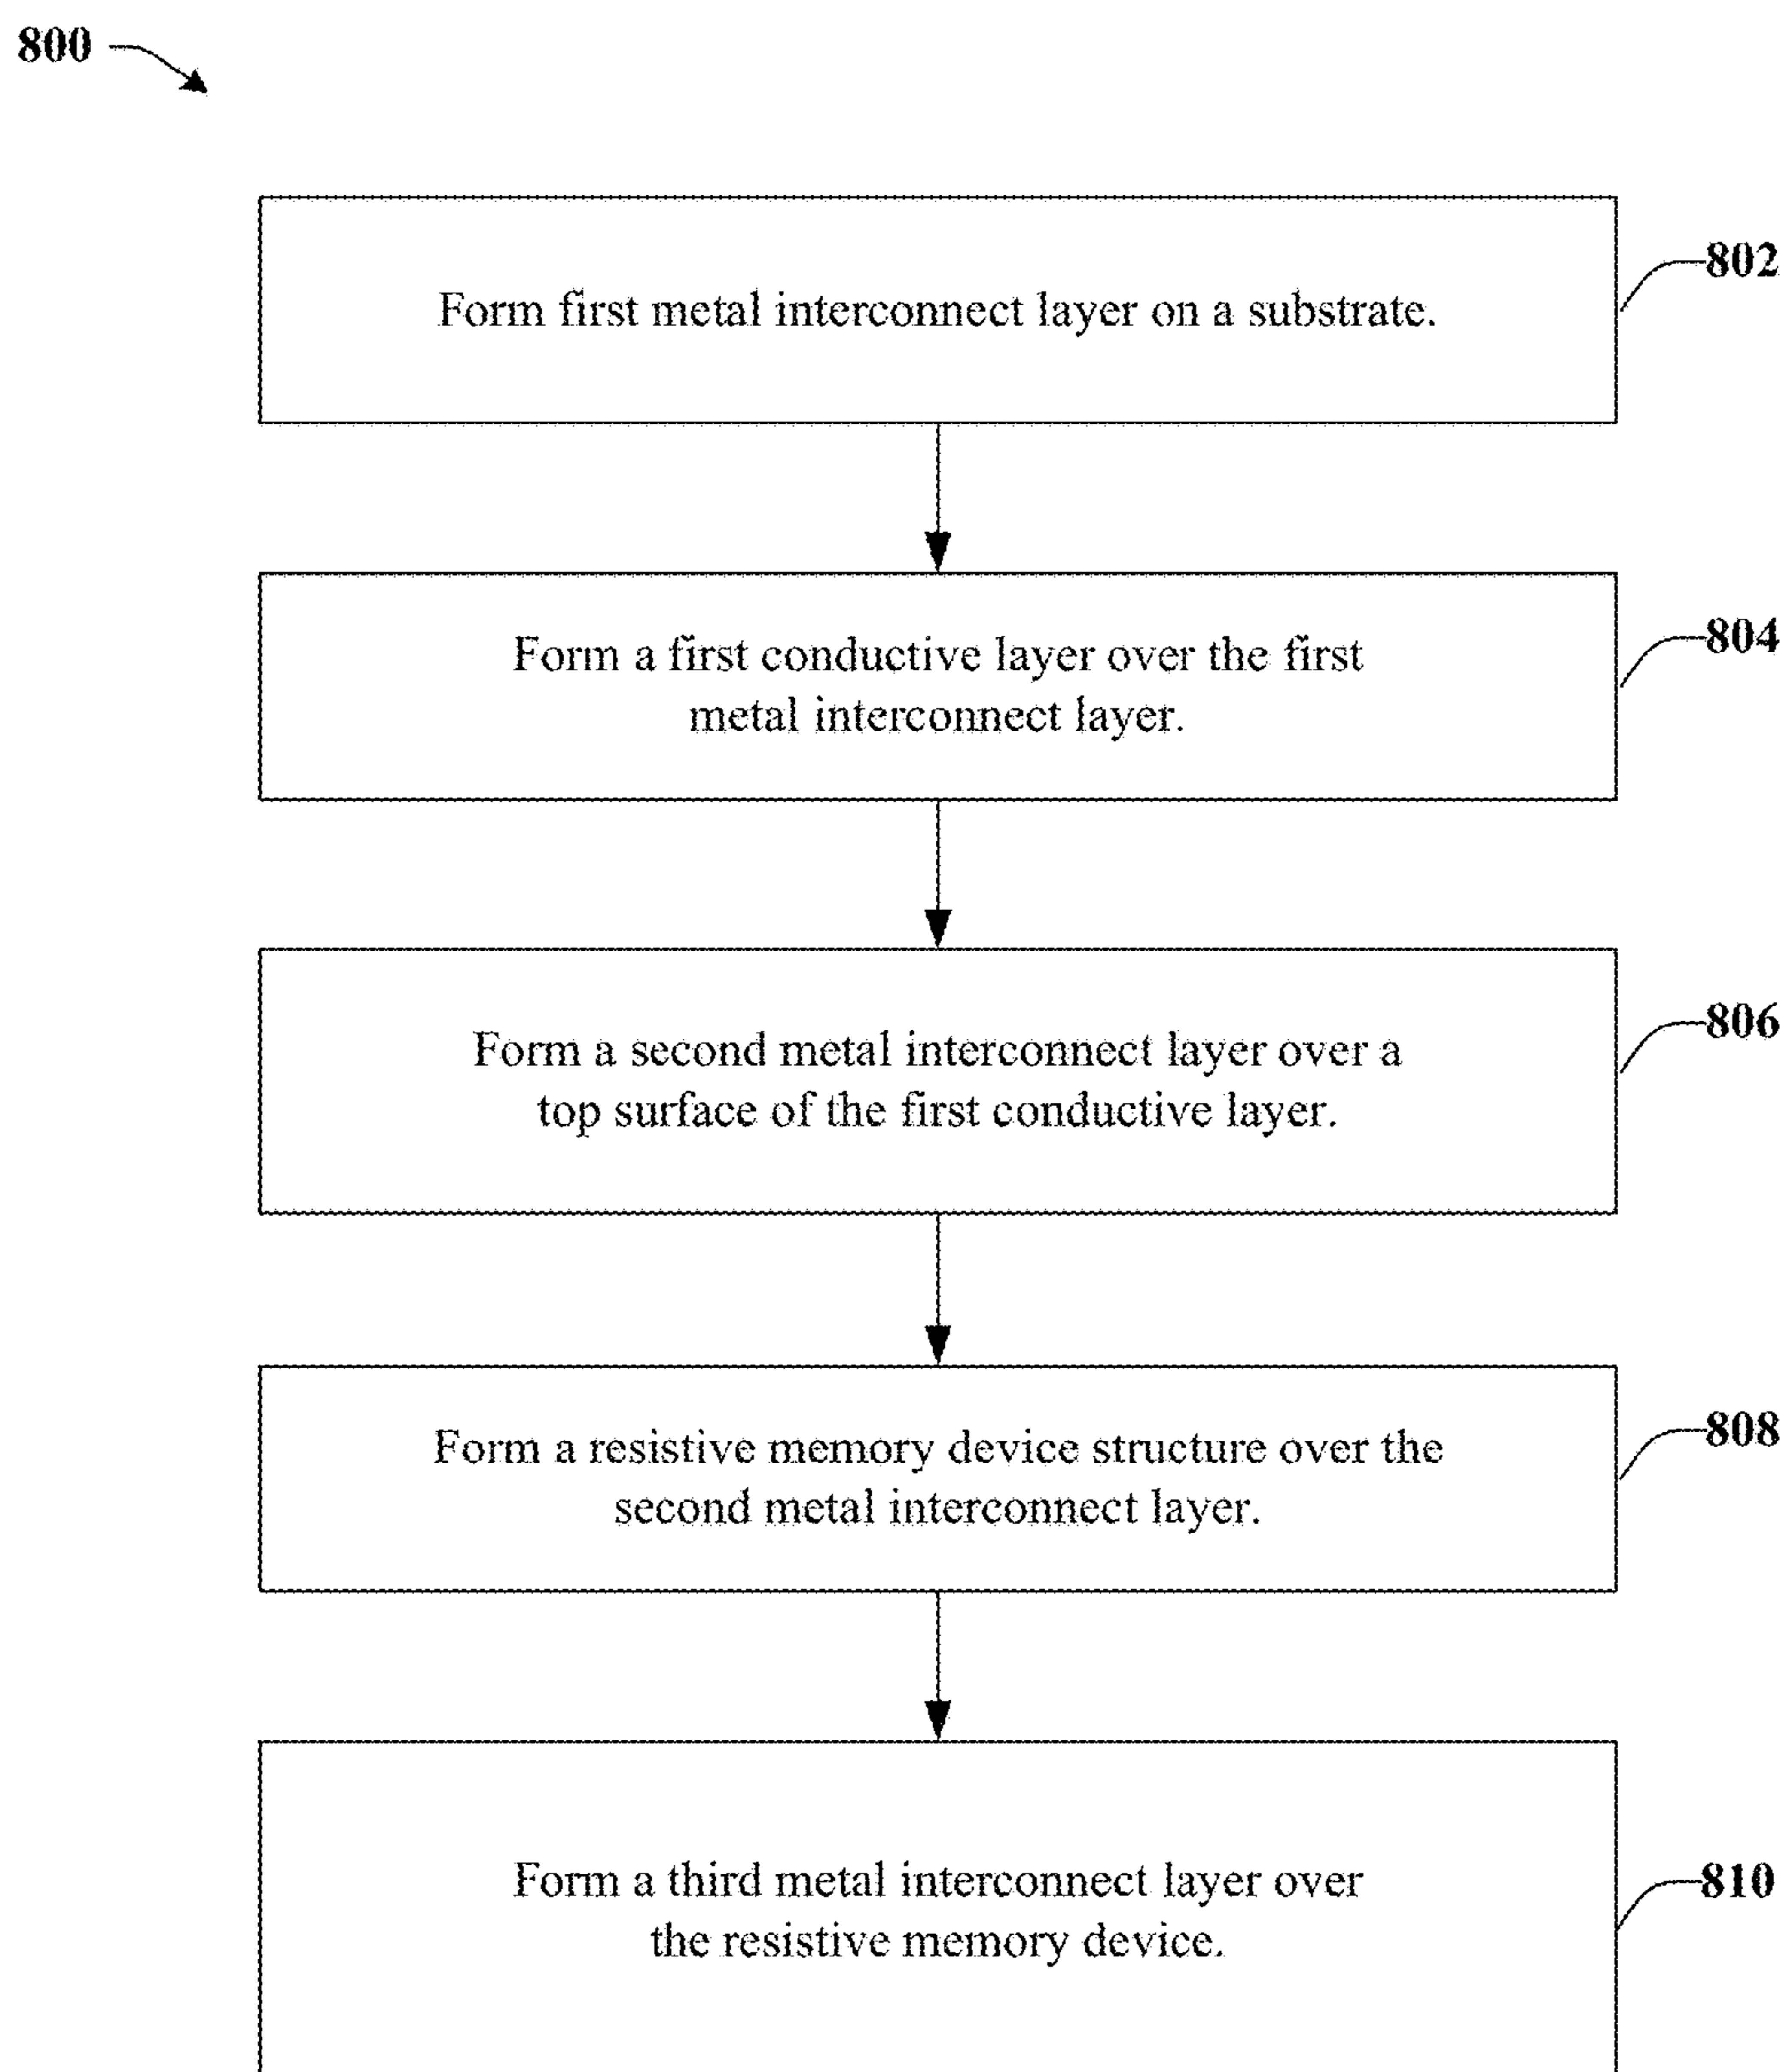 800
Form first metal interconnect layer on a substrate.
802
Form a first conductive layer over the first
metal interconnect layer.
804
Form a second metal interconnect layer over a
top surface of the first conductive layer.
806
Form a resistive memory device structure over the
second metal interconnect layer.
808
Form a third metal interconnect layer over
the resistive memory device.
810